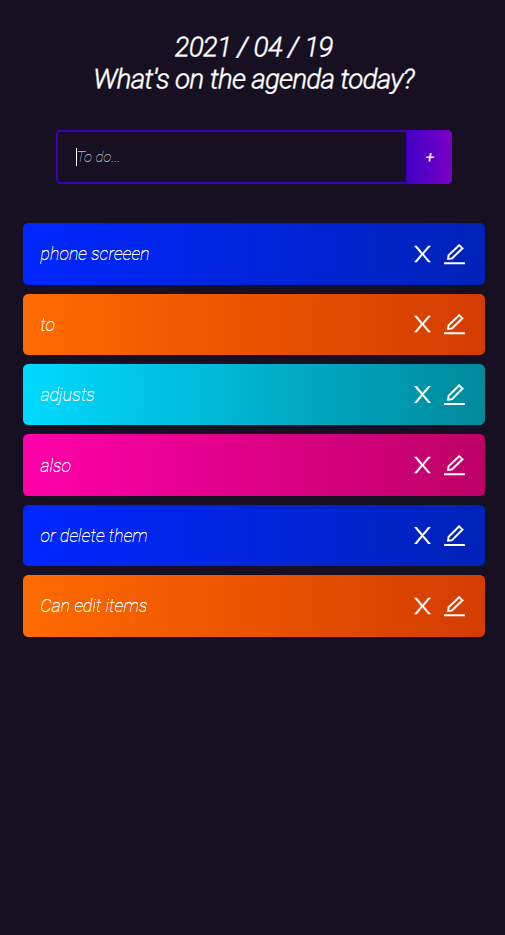 2021 / 04 / 19
What's on the agenda today?
To do...
+
phone screeen
to
adjusts
also
or delete them
Can edit items